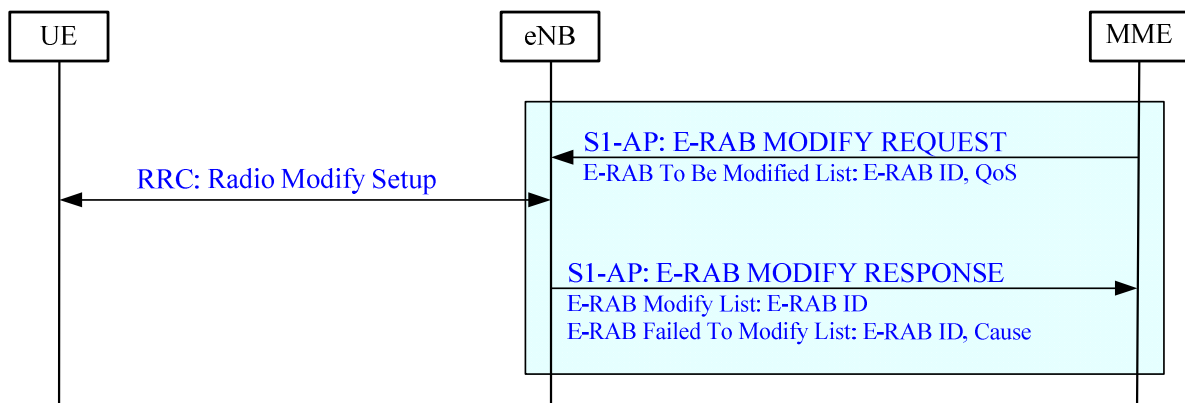 UE
eNB
MME
S1-AP: E-RAB MODIFY REQUEST
E-RAB To Be Modified List: E-RAB ID, QoS
RRC: Radio Modify Setup
S1-AP: E-RAB MODIFY RESPONSE
E-RAB Modify List: E-RAB ID
E-RAB Failed To Modify List: E-RAB ID, Cause